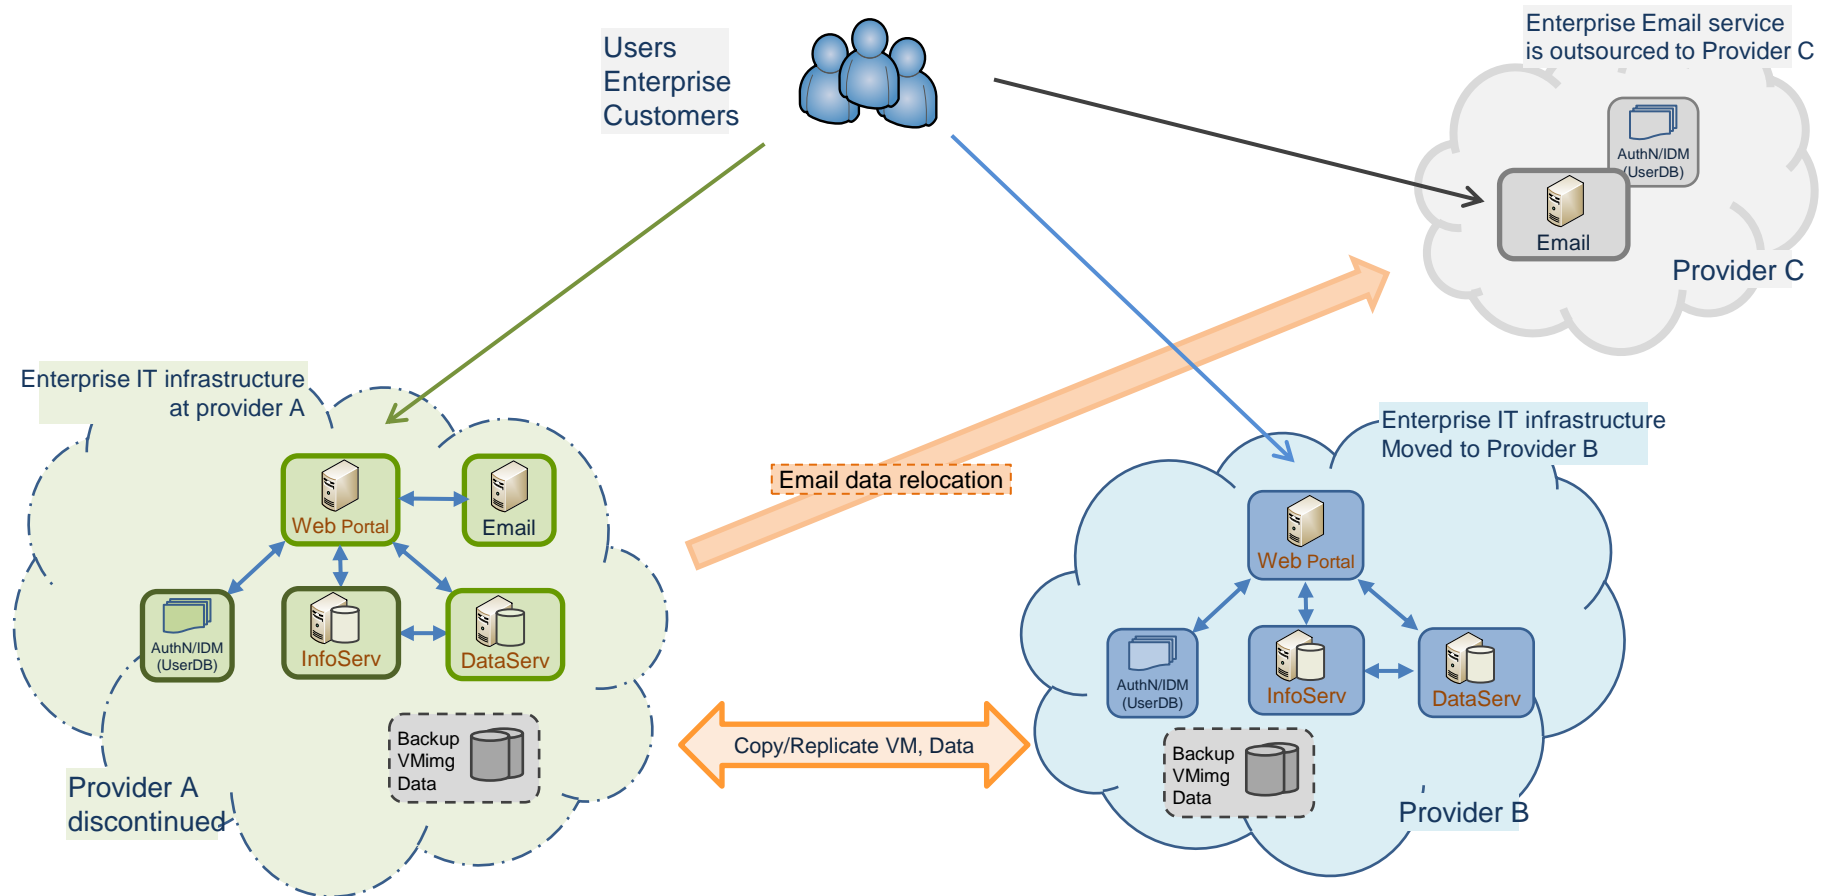 Users
Enterprise
Customers
Enterprise Email service
is outsourced to Provider C
AuthN/IDM
(UserDB)
Email
Provider C
Enterprise IT infrastructure
at provider A
Web Portal
Email
AuthN/IDM
(UserDB)
InfoServ
DataServ
Backup
VMimg
Data
Provider A
discontinued
Email data relocation
Copy/Replicate VM, Data
Enterprise IT infrastructure
Moved to Provider B
Web Portal
AuthN/IDM
(UserDB)
InfoServ
DataServ
Backup
VMimg
Data
Provider B